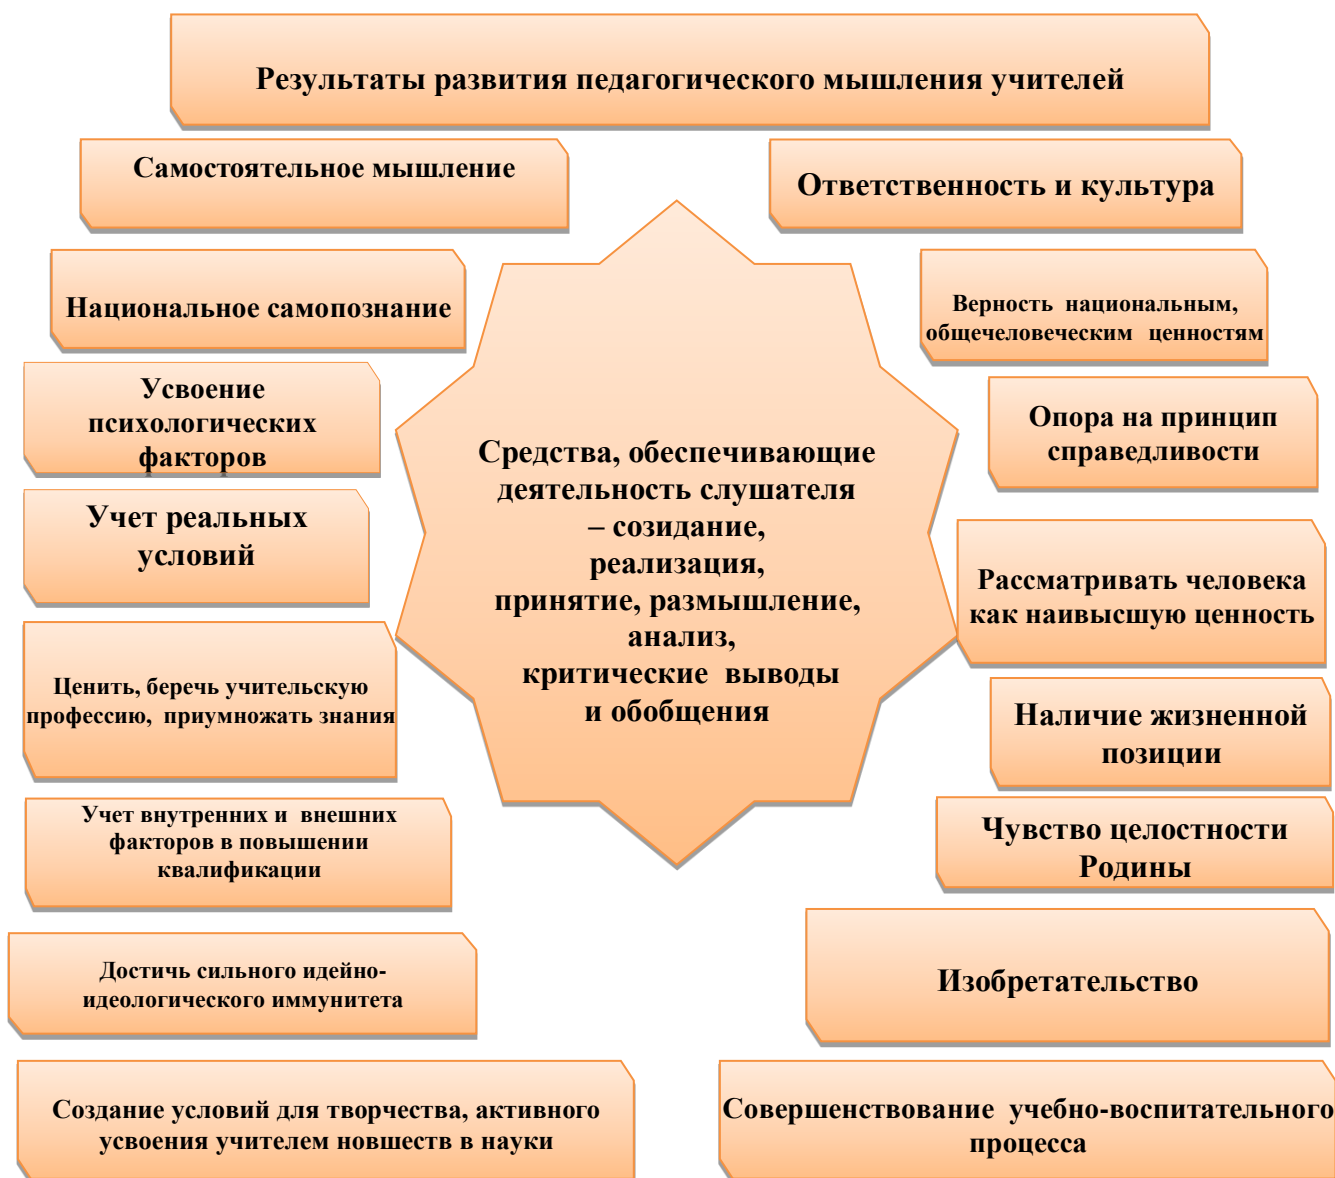 Результаты развития педагогического мышления учителей
Самостоятельное мышление
Ответственность и культура
Национальное самопознание
Верность национальным,
общечеловеческим ценностям
Усвоение
психологических
факторов
Опора на принцип
справедливости
Средства, обеспечивающие
деятельность слушателя
– созидание,
реализация,
принятие, размышление,
анализ,
критические выводы
и обобщения
Учет реальных
условий
Рассматривать человека
как наивысшую ценность
Ценить, беречь учительскую
профессию, приумножать знания
Наличие жизненной
позиции
Учет внутренних и внешних
факторов в повышении
квалификации
Чувство целостности
Родины
Достичь сильного идейно-
идеологического иммунитета
Изобретательство
Создание условий для творчества, активного
усвоения учителем новшеств в науки
Совершенствование учебно-воспитательного
процесса